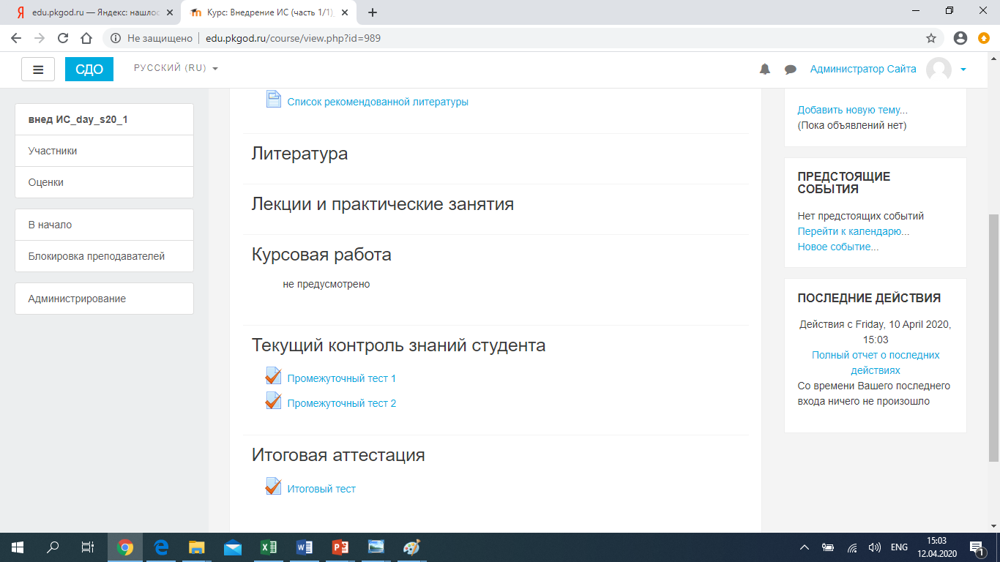 edu.pkgod.ru — Яндекс: нашлос
Курс: Внедрение ИС (часть 1/1)
Не защищено
edu.pkgod.ru/course/view.php?id=989
СДО
РУССКИЙ (RU)
Администратор Сайта
внед ИС_day_s20_1
Участники
Оценки
В начало
Блокировка преподавателей
Администрирование
Список рекомендованной литературы
Литература
Лекции и практические занятия
Курсовая работа
не предусмотрено
Текущий контроль знаний студента
Промежуточный тест 1
Промежуточный тест 2
Итоговая аттестация
Итоговый тест
Добавить новую тему...
(Пока объявлений нет)
ПРЕДСТОЯЩИЕ
СОБЫТИЯ
Нет предстоящих событий
Перейти к календарю...
Новое событие...
ПОСЛЕДНИЕ ДЕЙСТВИЯ
Действия с Friday, 10 April 2020,
15:03
Полный отчет о последних
действиях
Со времени Вашего последнего
входа ничего не произошло
ENG
15:03
12.04.2020
1